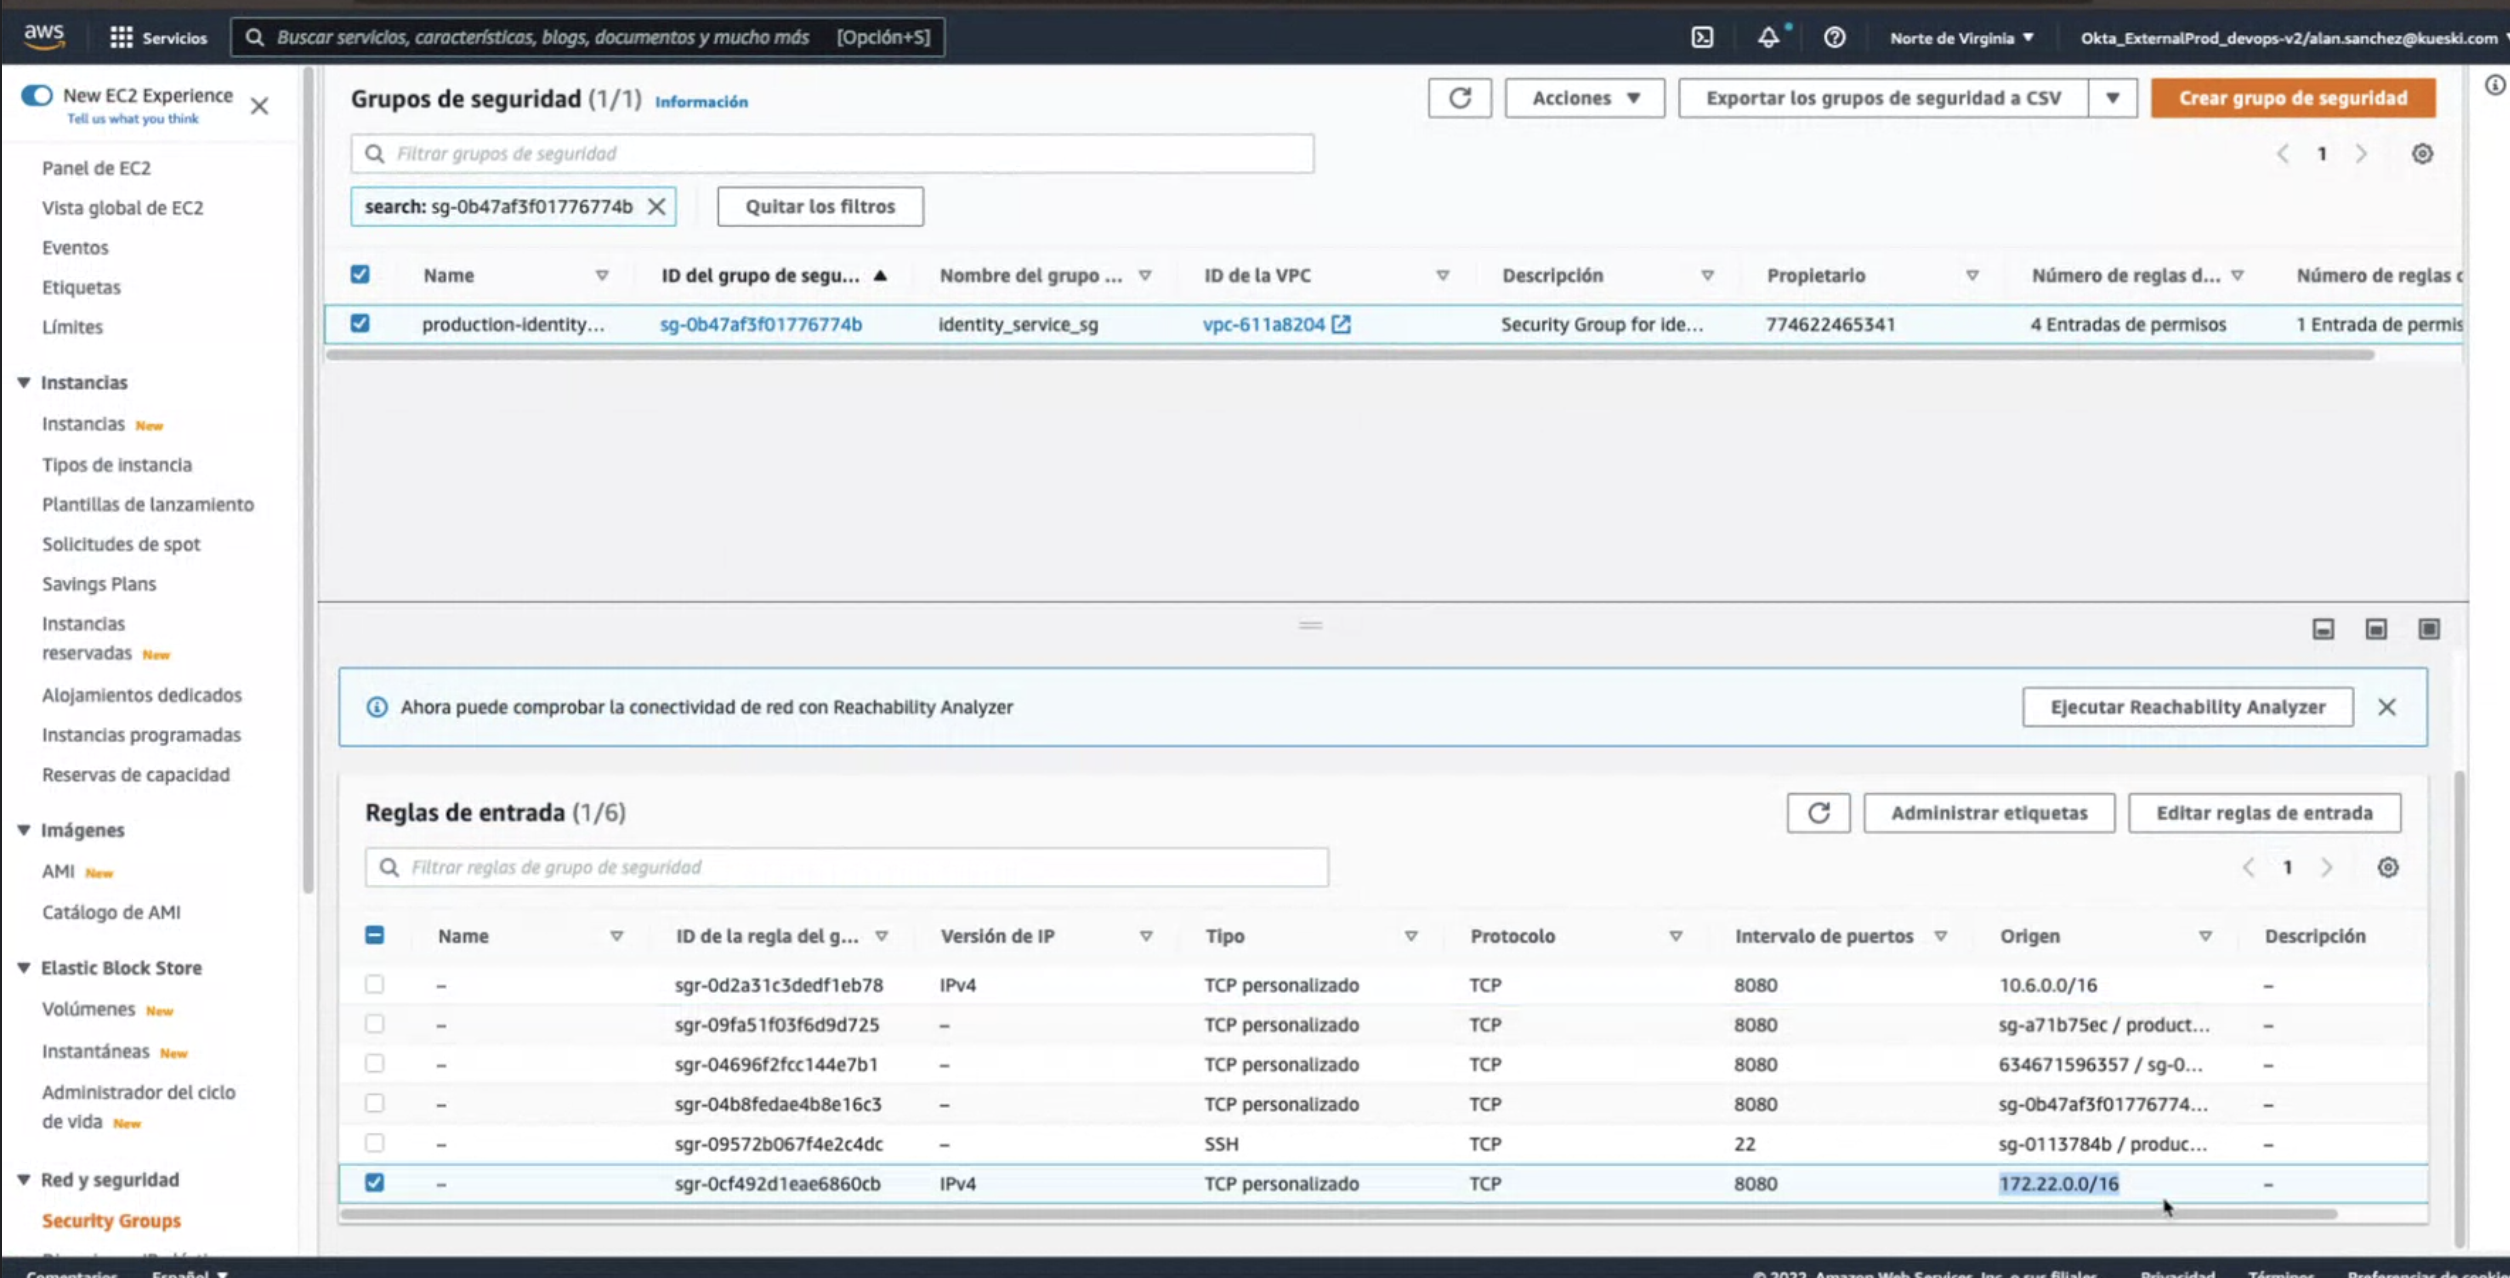 aws Servicios Buscar servicios, características, blogs, documentos y mucho más [Opción+S] Norte de Virginia Okta_ExternalProd_devops-v2/alan.sanchez@kueski.com
New EC2 Experience
Tell us what you think
Panel de EC2
Vista global de EC2
Eventos
Etiquetas
Límites
Instancias
Instancias New
Tipos de instancia
Plantillas de lanzamiento
Solicitudes de spot
Savings Plans
Instancias
reservadas New
Alojamientos dedicados
Instancias programadas
Reservas de capacidad
Imágenes
AMI New
Catálogo de AMI
Elastic Block Store
Volúmenes New
Instantáneas New
Administrador del ciclo
de vida New
Red y seguridad
Security Groups
Grupos de seguridad (1/1) Información
Acciones Exportar los grupos de seguridad a CSV Crear grupo de seguridad
Filtrar grupos de seguridad
1
search: sg-0b47af3f01776774b Quitar los filtros
Name ID del grupo de segu... Nombre del grupo ... ID de la VPC Descripción Propietario Número de reglas d... Número de reglas
production-identity... sg-0b47af3f01776774b identity_service_sg vpc-611a8204 Security Group for ide... 774622465341 4 Entradas de permisos 1 Entrada de permis
Ahora puede comprobar la conectividad de red con Reachability Analyzer Ejecutar Reachability Analyzer
Reglas de entrada (1/6) Administrar etiquetas Editar reglas de entrada
Filtrar reglas de grupo de seguridad
1
Name ID de la regla del g... Versión de IP Tipo Protocolo Intervalo de puertos Origen Descripción
– sgr-0d2a31c3dedf1eb78 IPv4 TCP personalizado TCP 8080 10.6.0.0/16 –
– sgr-09fa51f03f6d9d725 – TCP personalizado TCP 8080 sg-a71b75ec / product... –
– sgr-04696f2fcc144e7b1 – TCP personalizado TCP 8080 634671596357 / sg-0... –
– sgr-04b8fedae4b8e16c3 – TCP personalizado TCP 8080 sg-0b47af3f01776774... –
– sgr-09572b067f4e2c4dc – SSH TCP 22 sg-0113784b / produc... –
– sgr-0cf492d1eae6860cb IPv4 TCP personalizado TCP 8080 172.22.0.0/16 –
Comentarios Español © 2022, Amazon Web Services, Inc. o sus filiales. Privacidad Términos Preferencias de